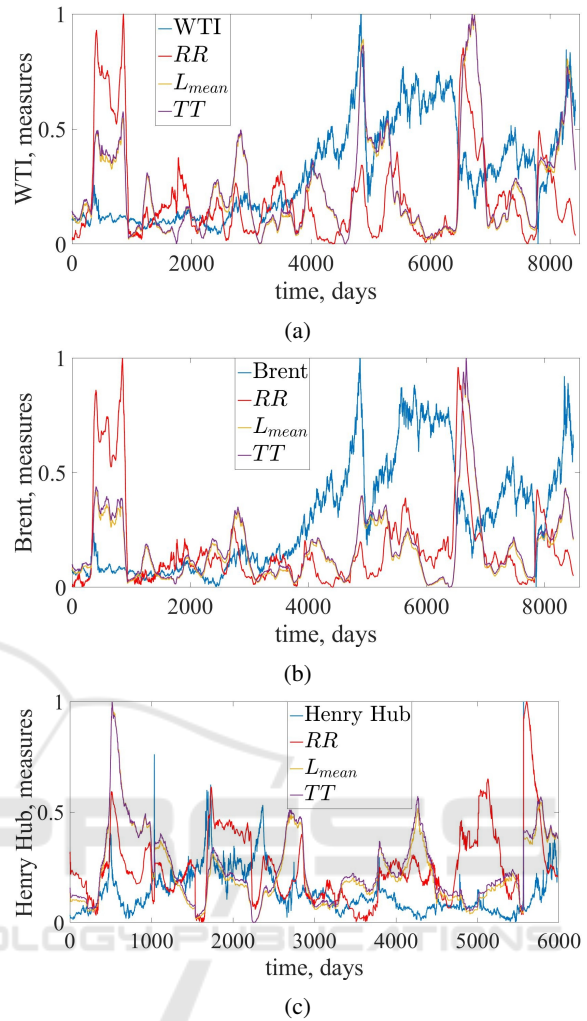 1
WTI
RR
L_mean
TT
0.5
0
WTI, measures
0 2000 4000 6000 8000
time, days
(a)
1
Brent
RR
L_mean
TT
0.5
0
Brent, measures
0 2000 4000 6000 8000
time, days
(b)
1
Henry Hub
RR
L_mean
TT
0.5
0
Henry Hub, measures
0 1000 2000 3000 4000 5000 6000
time, days
(c)